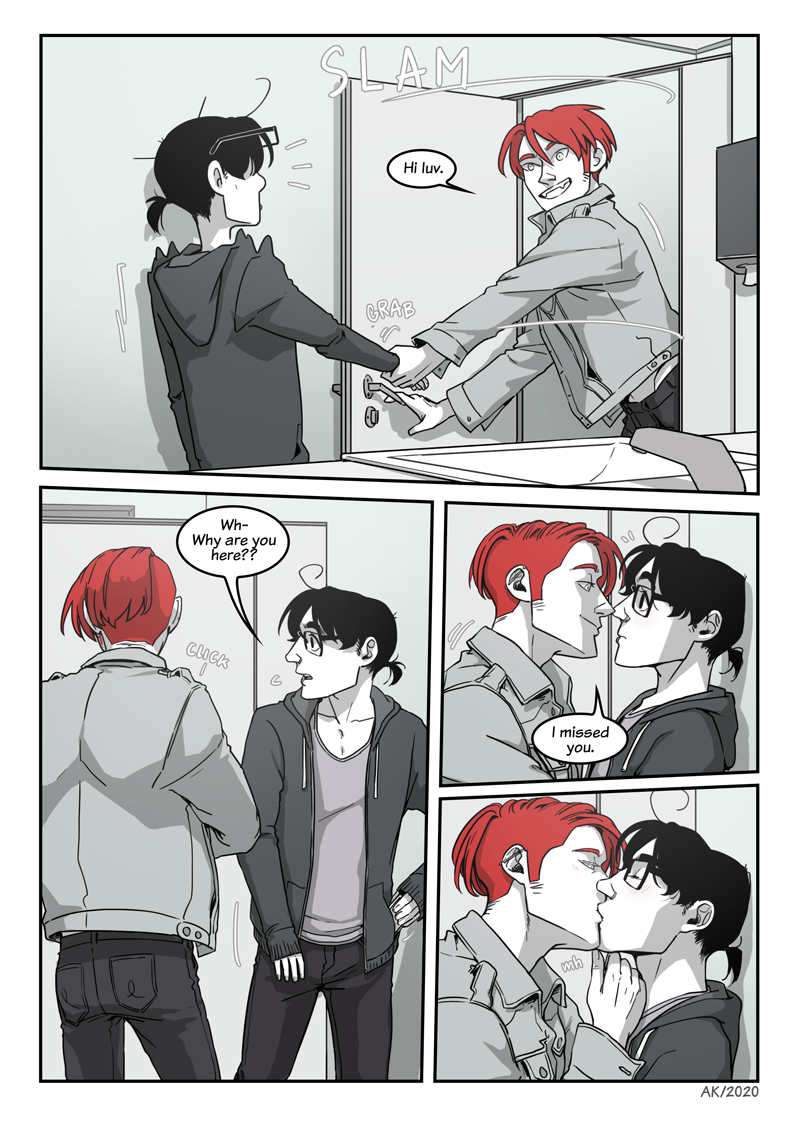 SLAM
Hi luv.
GRAB
Wh-
Why are you
here??
CLICK
I missed
you.
mh
AK/2020